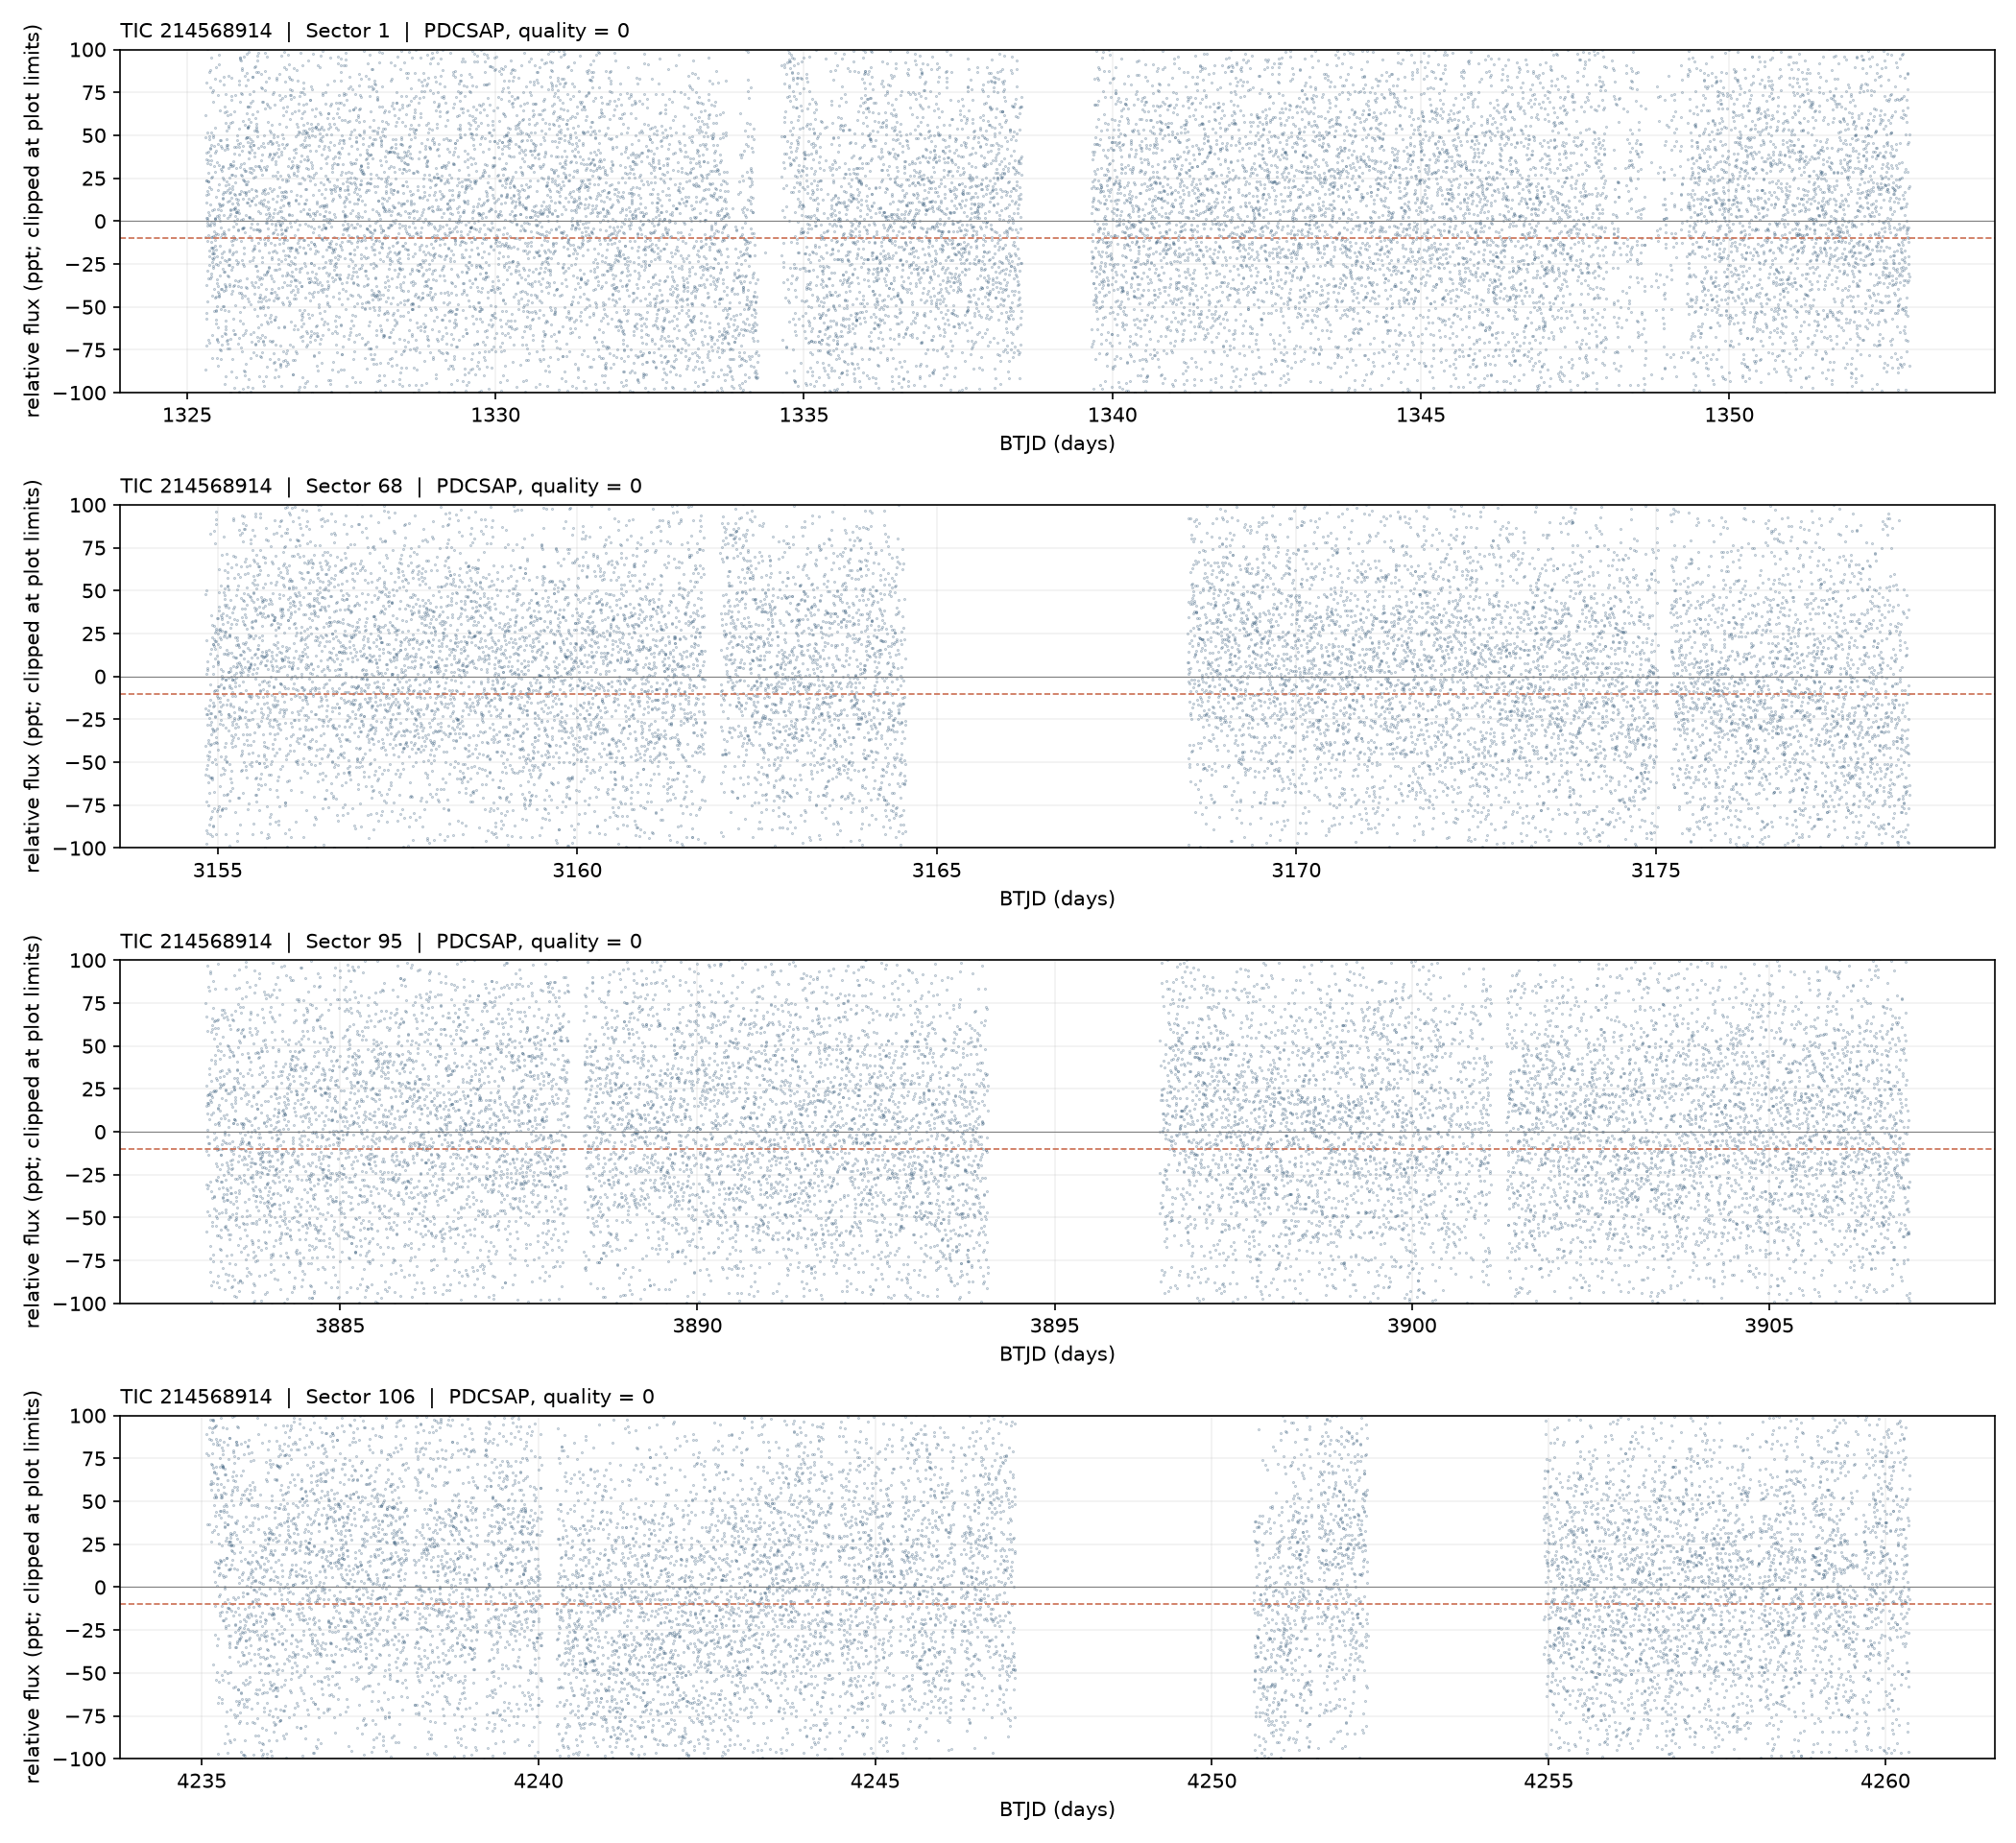 TIC 214568914 | Sector 1 | PDCSAP, quality = 0
relative flux (ppt; clipped at plot limits)
100
75
50
25
0
−25
−50
−75
−100
1325 1330 1335 1340 1345 1350
BTJD (days)
TIC 214568914 | Sector 68 | PDCSAP, quality = 0
relative flux (ppt; clipped at plot limits)
100
75
50
25
0
−25
−50
−75
−100
3155 3160 3165 3170 3175
BTJD (days)
TIC 214568914 | Sector 95 | PDCSAP, quality = 0
relative flux (ppt; clipped at plot limits)
100
75
50
25
0
−25
−50
−75
−100
3885 3890 3895 3900 3905
BTJD (days)
TIC 214568914 | Sector 106 | PDCSAP, quality = 0
relative flux (ppt; clipped at plot limits)
100
75
50
25
0
−25
−50
−75
−100
4235 4240 4245 4250 4255 4260
BTJD (days)